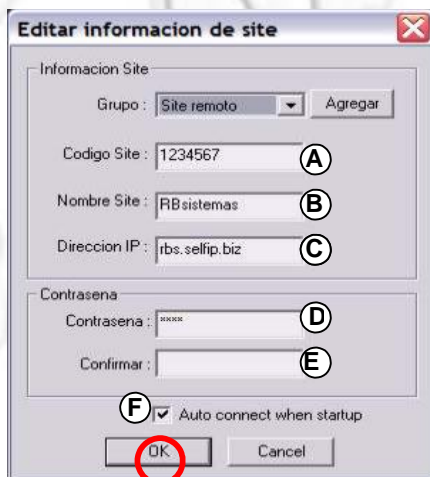 Editar informacion de site
Informacion Site
Grupo : Site remoto Agregar
Codigo Site : 1234567 A
Nombre Site : RBsistemas B
Direccion IP : rbs.selfip.biz C
Contrasena
Contrasena : **** D
Confirmar : E
F Auto connect when startup
OK Cancel